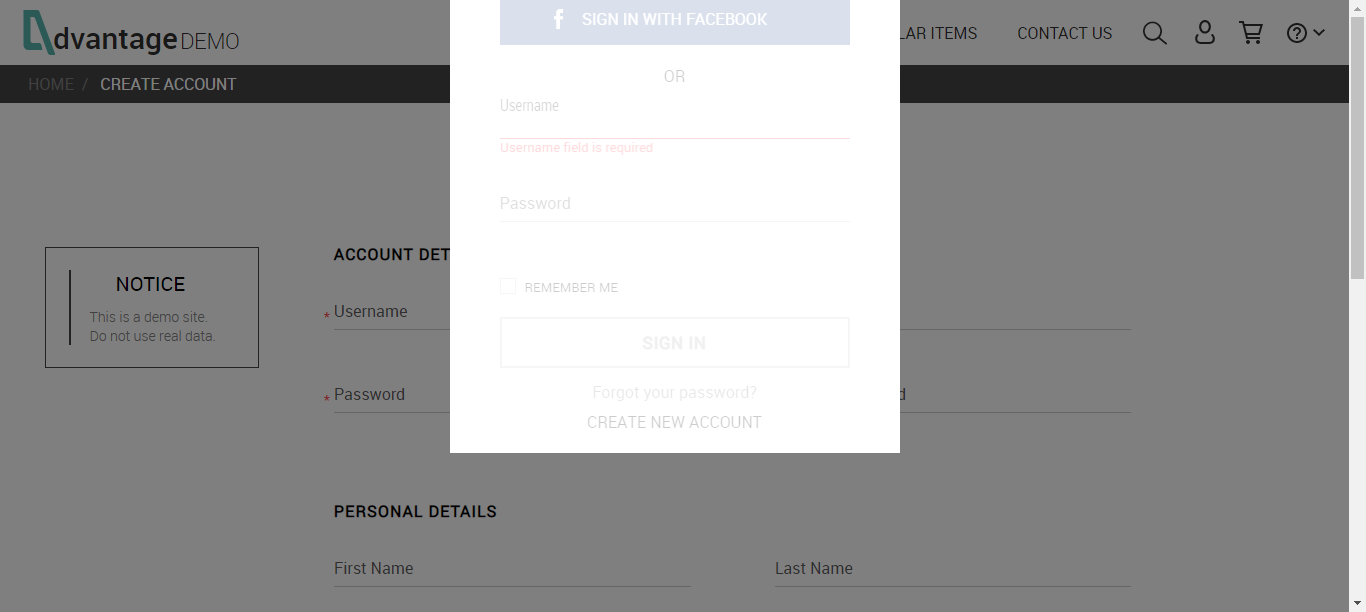 dvantage DEMO
LAR ITEMS
CONTACT US
HOME / CREATE ACCOUNT
SIGN IN WITH FACEBOOK
OR
Username
Username field is required
Password
REMEMBER ME
SIGN IN
Forgot your password?
CREATE NEW ACCOUNT
NOTICE
This is a demo site.
Do not use real data.
ACCOUNT DET
* Username
* Password
d
PERSONAL DETAILS
First Name
Last Name